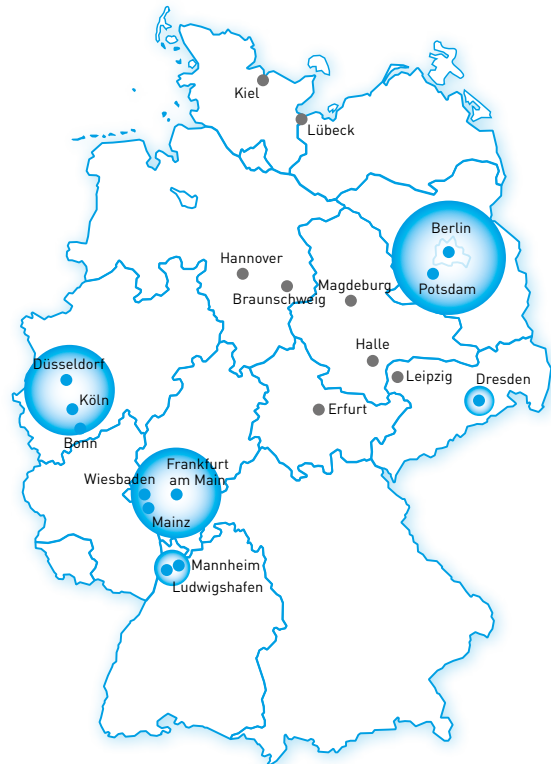 Kiel
Lübeck
Berlin
Hannover
Magdeburg
Potsdam
Braunschweig
Halle
Düsseldorf
Leipzig
Dresden
Köln
Erfurt
Bonn
Wiesbaden
Frankfurt
am Main
Mainz
Mannheim
Ludwigshafen